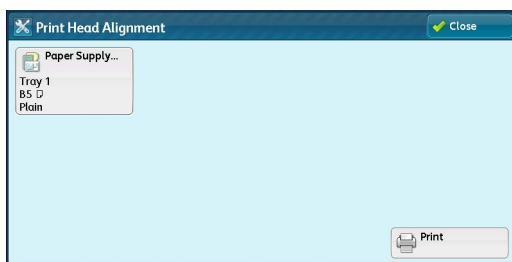 Print Head Alignment
Close
Paper Supply...
Tray 1
B5
Plain
Print